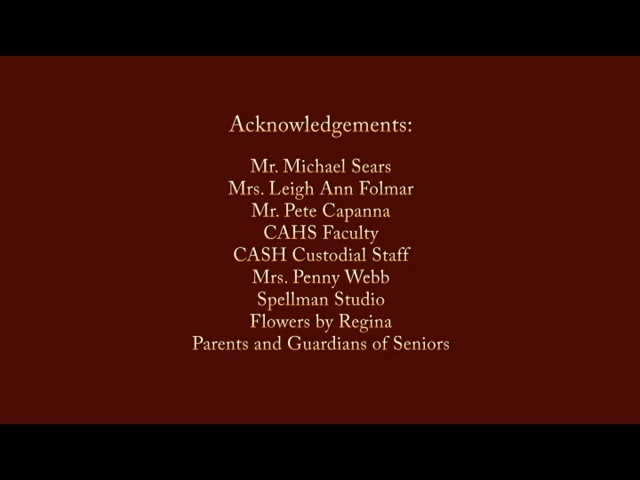 Acknowledgements:
Mr. Michael Sears
Mrs. Leigh Ann Folmar
Mr. Pete Capanna
CAHS Faculty
CASH Custodial Staff
Mrs. Penny Webb
Spellman Studio
Flowers by Regina
Parents and Guardians of Seniors